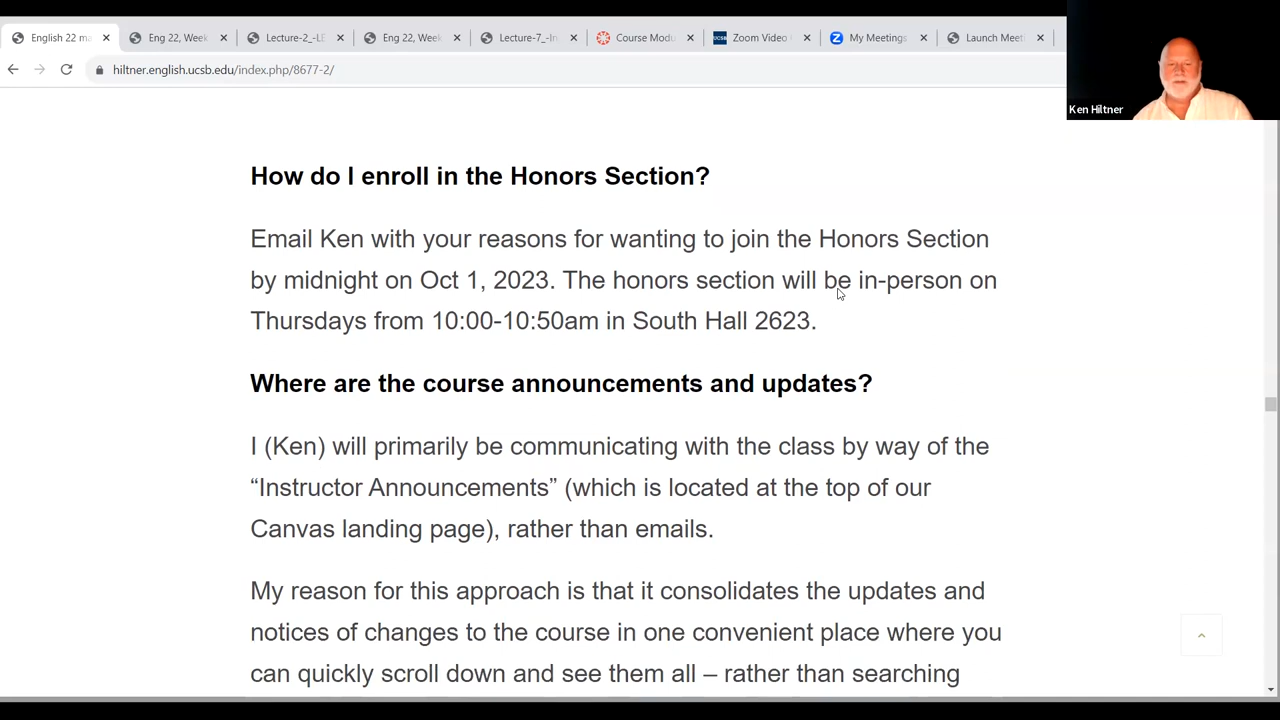 English 22 ma
Eng 22, Week
Lecture-2_-LE
Eng 22, Week
Lecture-7_-In
Course Modu
UCSB
Zoom Video
My Meetings
Launch Meeti
hiltner.english.ucsb.edu/index.php/8677-2/
Ken Hiltner
How do I enroll in the Honors Section?
Email Ken with your reasons for wanting to join the Honors Section
by midnight on Oct 1, 2023. The honors section will be in-person on
Thursdays from 10:00-10:50am in South Hall 2623.
Where are the course announcements and updates?
I (Ken) will primarily be communicating with the class by way of the
“Instructor Announcements” (which is located at the top of our
Canvas landing page), rather than emails.
My reason for this approach is that it consolidates the updates and
notices of changes to the course in one convenient place where you
can quickly scroll down and see them all – rather than searching